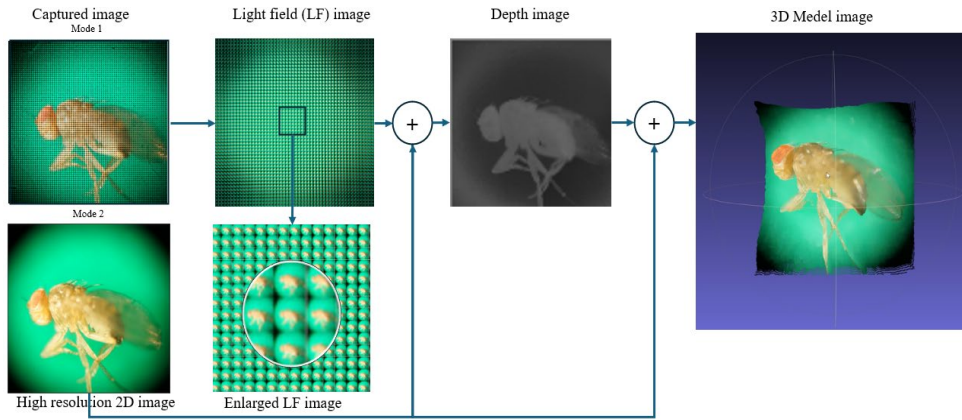 Captured image
Light field (LF) image
Depth image
3D Medel image
Mode 1
+
+
Mode 2
High resolution 2D image
Enlarged LF image